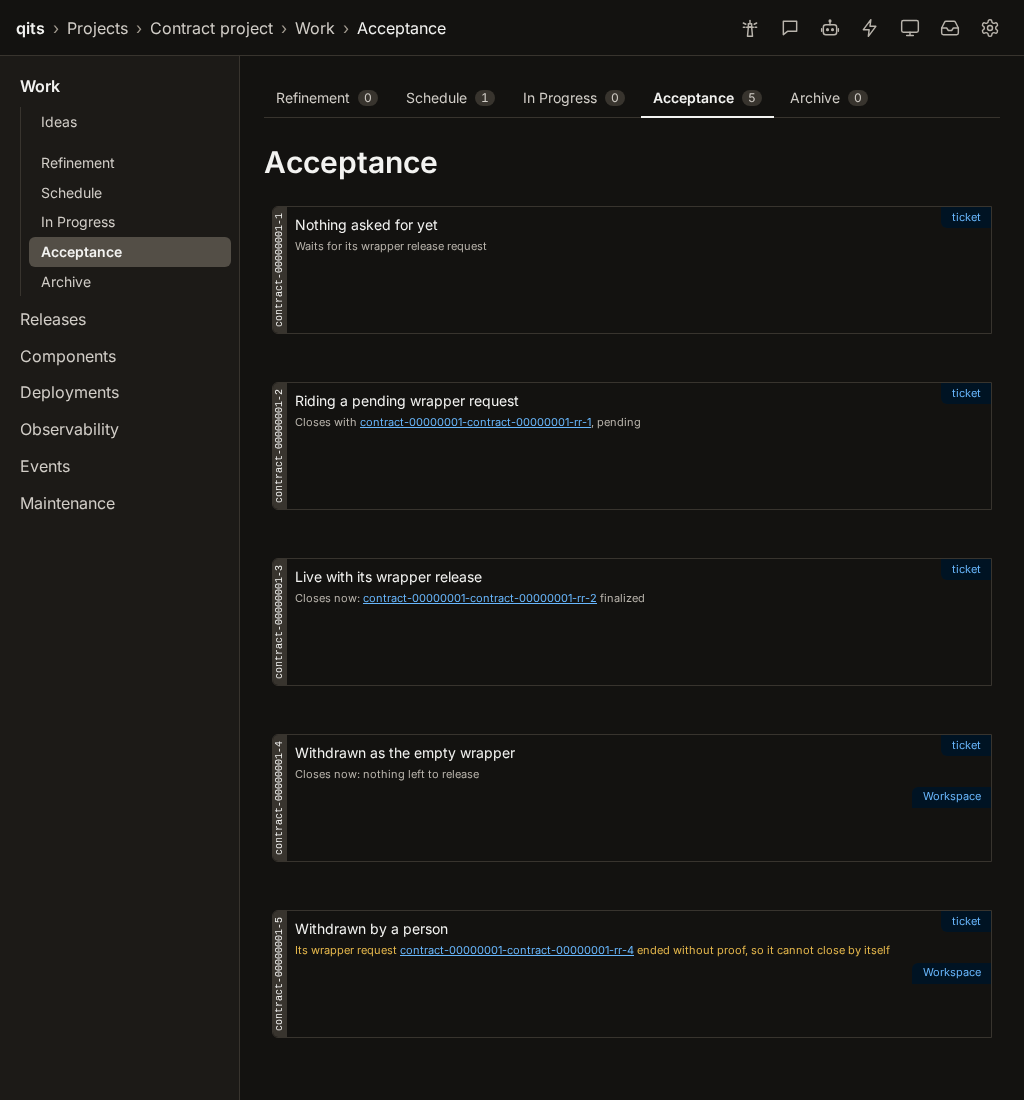 qits › Projects › Contract project › Work › Acceptance
Work
Ideas
Refinement
Schedule
In Progress
Acceptance
Archive
Releases
Components
Deployments
Observability
Events
Maintenance
Refinement 0 Schedule 1 In Progress 0 Acceptance 5 Archive 0
Acceptance
contract-00000001-1
Nothing asked for yet
ticket
Waits for its wrapper release request
contract-00000001-2
Riding a pending wrapper request
ticket
Closes with contract-00000001-contract-00000001-rr-1, pending
contract-00000001-3
Live with its wrapper release
ticket
Closes now: contract-00000001-contract-00000001-rr-2 finalized
contract-00000001-4
Withdrawn as the empty wrapper
ticket
Closes now: nothing left to release
Workspace
contract-00000001-5
Withdrawn by a person
ticket
Its wrapper request contract-00000001-contract-00000001-rr-4 ended without proof, so it cannot close by itself
Workspace